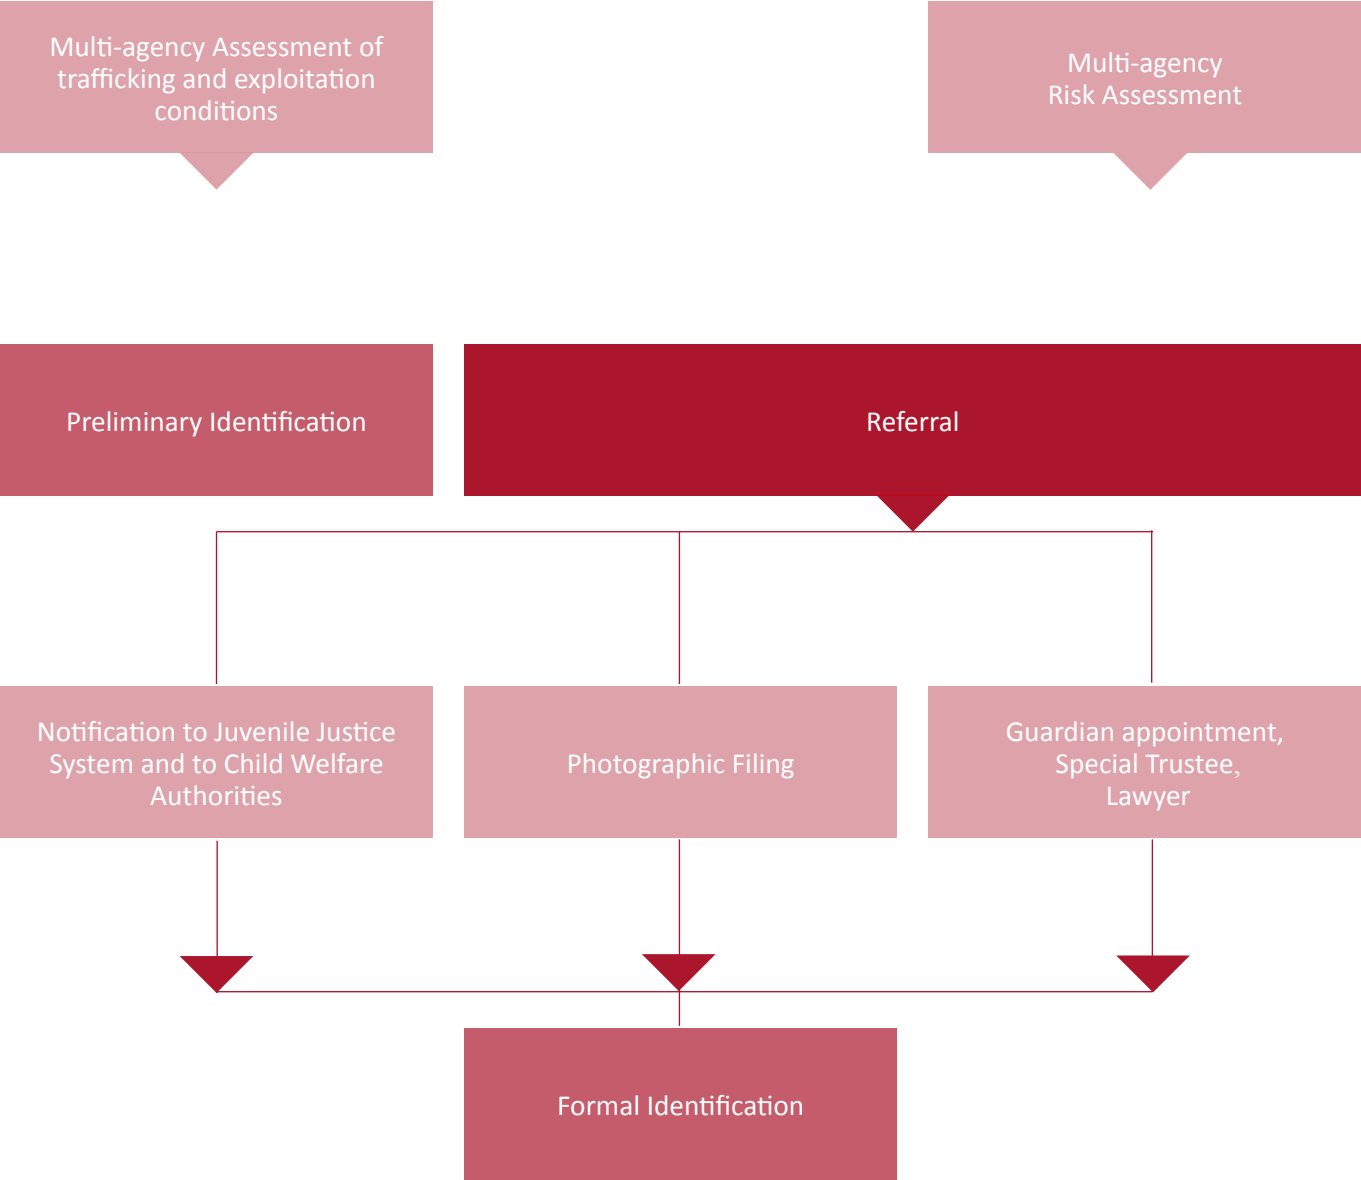 Multi-agency Assessment of
trafficking and exploitation
conditions
Multi-agency
Risk Assessment
Preliminary Identification
Referral
Notification to Juvenile Justice
System and to Child Welfare
Authorities
Photographic Filing
Guardian appointment,
Special Trustee,
Lawyer
Formal Identification